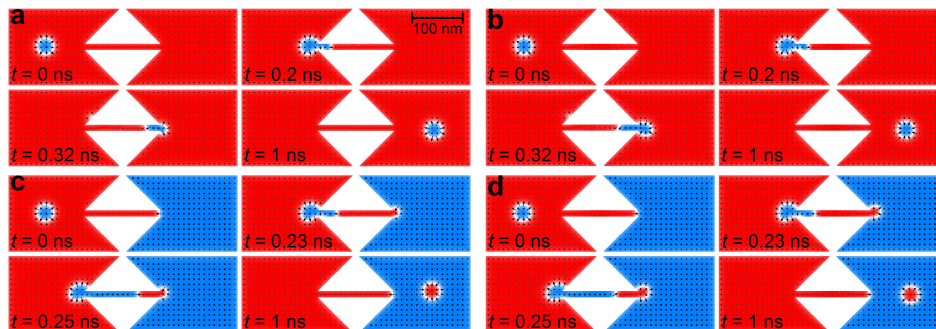 a
100 nm
t = 0 ns
t = 0.2 ns
t = 0.32 ns
t = 1 ns
b
t = 0 ns
t = 0.2 ns
t = 0.32 ns
t = 1 ns
c
t = 0 ns
t = 0.23 ns
t = 0.25 ns
t = 1 ns
d
t = 0 ns
t = 0.23 ns
t = 0.25 ns
t = 1 ns